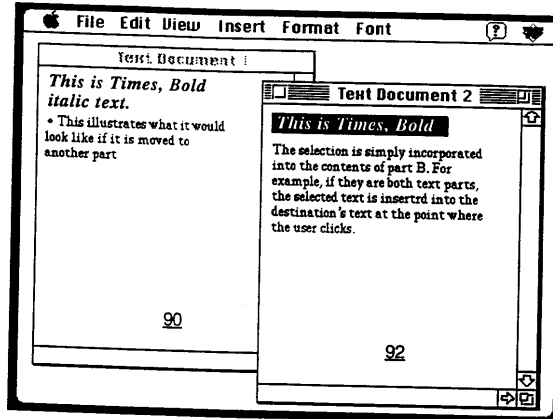 File Edit View Insert Format Font ?
Text Document 1
This is Times, Bold
italic text.
• This illustrates what it would
look like if it is moved to
another part
90
Text Document 2
This is Times, Bold
The selection is simply incorporated
into the contents of part B. For
example, if they are both text parts,
the selected text is insertrd into the
destination's text at the point where
the user clicks.
92